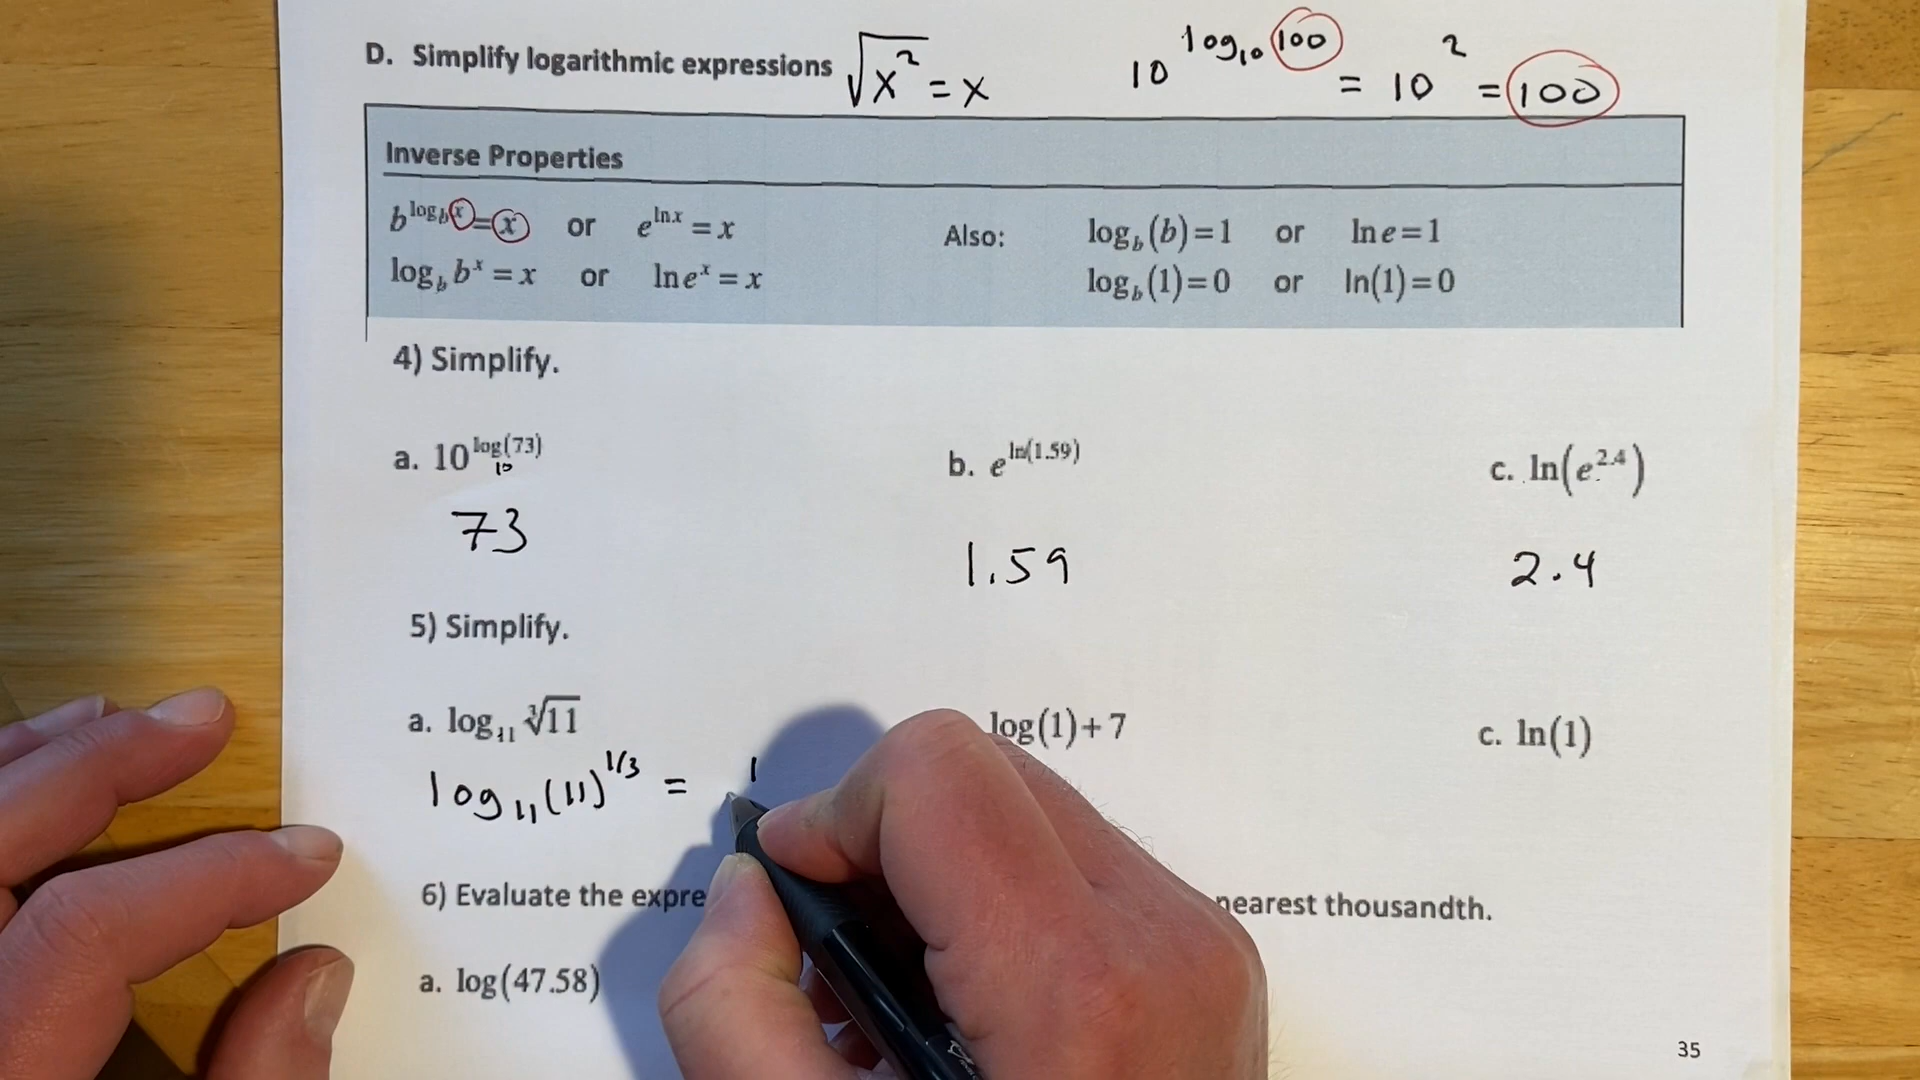 D. Simplify logarithmic expressions √x² = x 10^log₁₀ 100 = 10² = 100
Inverse Properties
b^log_b x = x or e^ln x = x Also: log_b (b) = 1 or ln e = 1
log_b b^x = x or ln e^x = x log_b (1) = 0 or ln(1) = 0
4) Simplify.
a. 10^log(73) 10 b. e^ln(1.59) c. ln(e^2.4)
73 1.59 2.4
5) Simplify.
a. log₁₁ ∛11 log(1)+7 c. ln(1)
log₁₁(11)^1/3 = 1
6) Evaluate the nearest thousandth.
a. log(47.58)
35